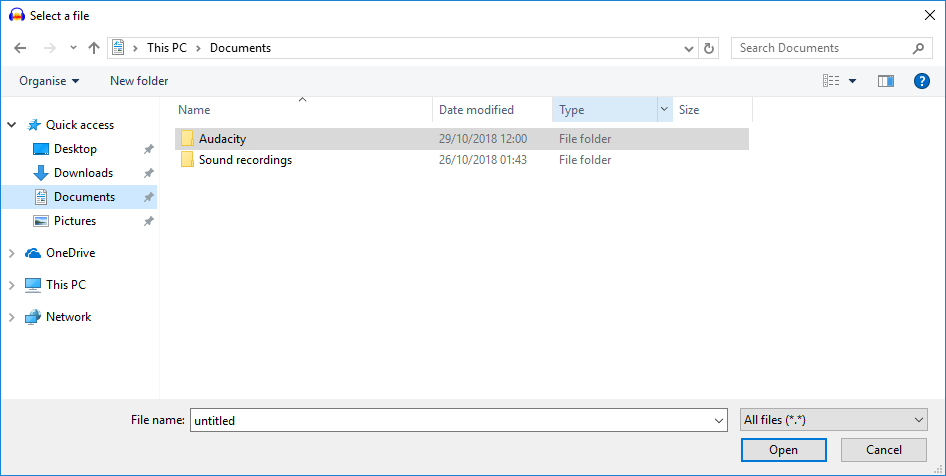 Select a file
This PC Documents
Search Documents
Organise New folder
?
Name Date modified Type Size
Quick access
Desktop
Downloads
Documents
Pictures
OneDrive
This PC
Network
Audacity 29/10/2018 12:00 File folder
Sound recordings 26/10/2018 01:43 File folder
File name: untitled All files (*.*)
Open Cancel